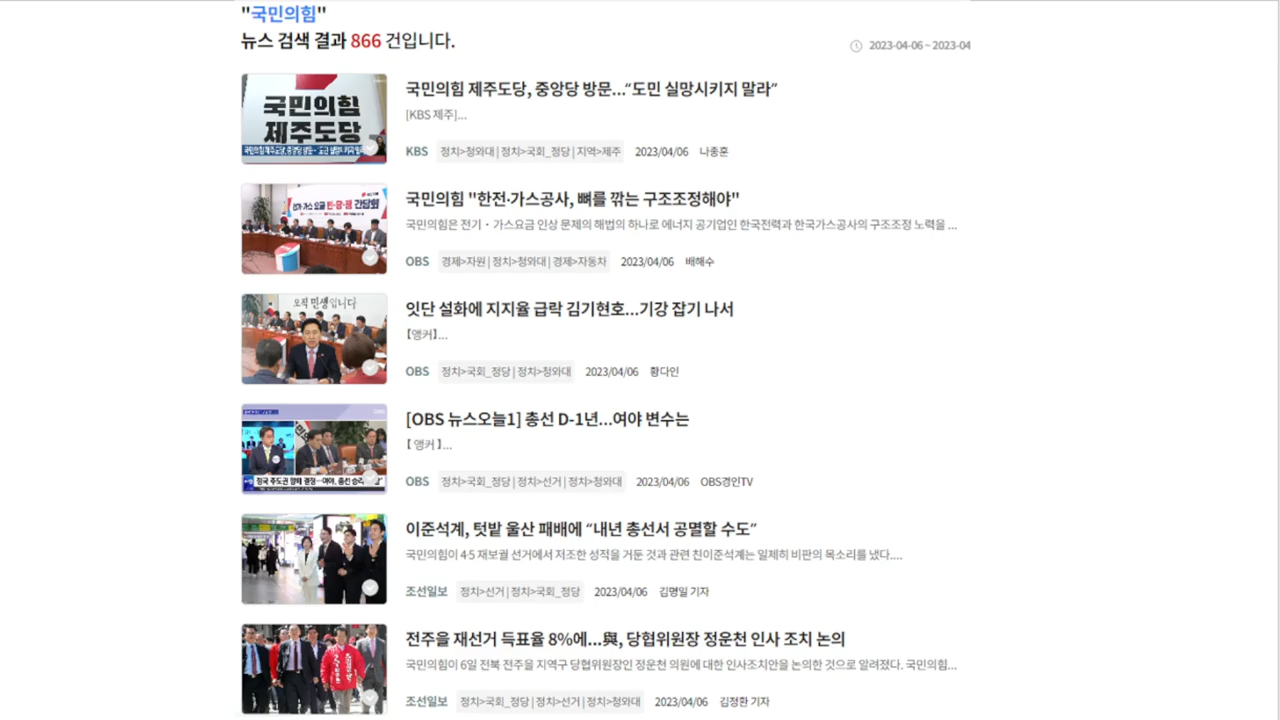 "국민의힘"
뉴스 검색 결과 866 건입니다.
2023-04-06 ~ 2023-04
국민의힘
제주도당
국민의힘 제주도당, 중앙당 방문...“도민 실망시키지 말라”
[KBS 제주]...
KBS 정치>청와대 | 정치>국회_정당 | 지역>제주 2023/04/06 나종훈
간담회
국민의힘 "한전·가스공사, 뼈를 깎는 구조조정해야"
국민의힘은 전기・가스요금 인상 문제의 해법의 하나로 에너지 공기업인 한국전력과 한국가스공사의 구조조정 노력을 ...
OBS 경제>자원 | 정치>청와대 | 경제>자동차 2023/04/06 배해수
오직 민생입니다
잇단 설화에 지지율 급락 김기현호...기강 잡기 나서
【앵커】...
OBS 정치>국회_정당 | 정치>청와대 2023/04/06 황다인
[OBS 뉴스오늘1] 총선 D-1년...여야 변수는
【 앵커 】...
OBS 정치>국회_정당 | 정치>선거 | 정치>청와대 2023/04/06 OBS경인TV
이준석계, 텃밭 울산 패배에 “내년 총선서 공멸할 수도”
국민의힘이 4·5 재보궐 선거에서 저조한 성적을 거둔 것과 관련 친이준석계는 일제히 비판의 목소리를 냈다....
조선일보 정치>선거 | 정치>국회_정당 2023/04/06 김명일 기자
전주을 재선거 득표율 8%에...與, 당협위원장 정운천 인사 조치 논의
국민의힘이 6일 전북 전주을 지역구 당협위원장인 정운천 의원에 대한 인사조치안을 논의한 것으로 알려졌다. 국민의힘...
조선일보 정치>국회_정당 | 정치>선거 | 정치>청와대 2023/04/06 김정환 기자